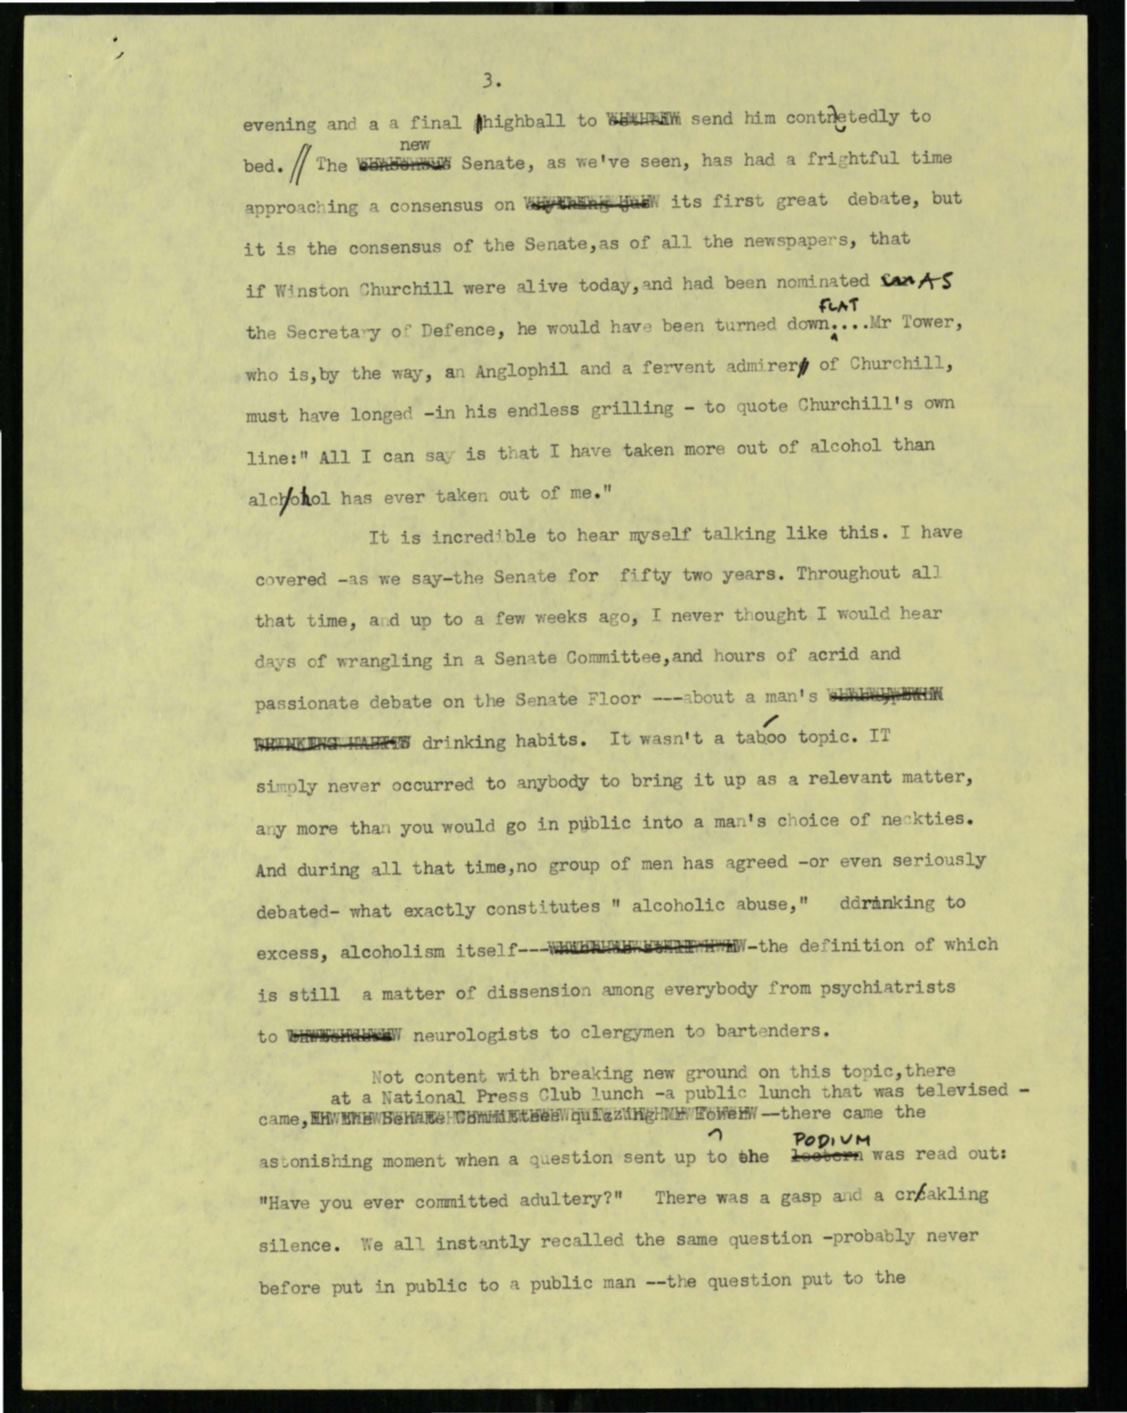 3.
evening and a a final highball to send him contnetedly to
new
bed. // The Senate, as we've seen, has had a frightful time
approaching a consensus on its first great debate, but
it is the consensus of the Senate,as of all the newspapers, that
if Winston Churchill were alive today,and had been nominated AS
FLAT
the Secretary of Defence, he would have been turned down....Mr Tower,
who is,by the way, an Anglophil and a fervent admirer of Churchill,
must have longed -in his endless grilling - to quote Churchill's own
line:" All I can say is that I have taken more out of alcohol than
alcohol has ever taken out of me."
It is incredible to hear myself talking like this. I have
covered -as we say-the Senate for fifty two years. Throughout all
that time, and up to a few weeks ago, I never thought I would hear
days of wrangling in a Senate Committee,and hours of acrid and
passionate debate on the Senate Floor ---about a man's
DRINKING HABITS drinking habits. It wasn't a taboo topic. IT
simply never occurred to anybody to bring it up as a relevant matter,
any more than you would go in public into a man's choice of neckties.
And during all that time,no group of men has agreed -or even seriously
debated- what exactly constitutes " alcoholic abuse," ddrinking to
excess, alcoholism itself--- -the definition of which
is still a matter of dissension among everybody from psychiatrists
to neurologists to clergymen to bartenders.
Not content with breaking new ground on this topic,there
at a National Press Club lunch -a public lunch that was televised -
came, --there came the
PODIUM
astonishing moment when a question sent up to the lectern was read out:
"Have you ever committed adultery?" There was a gasp and a crakling
silence. We all instantly recalled the same question -probably never
before put in public to a public man --the question put to the